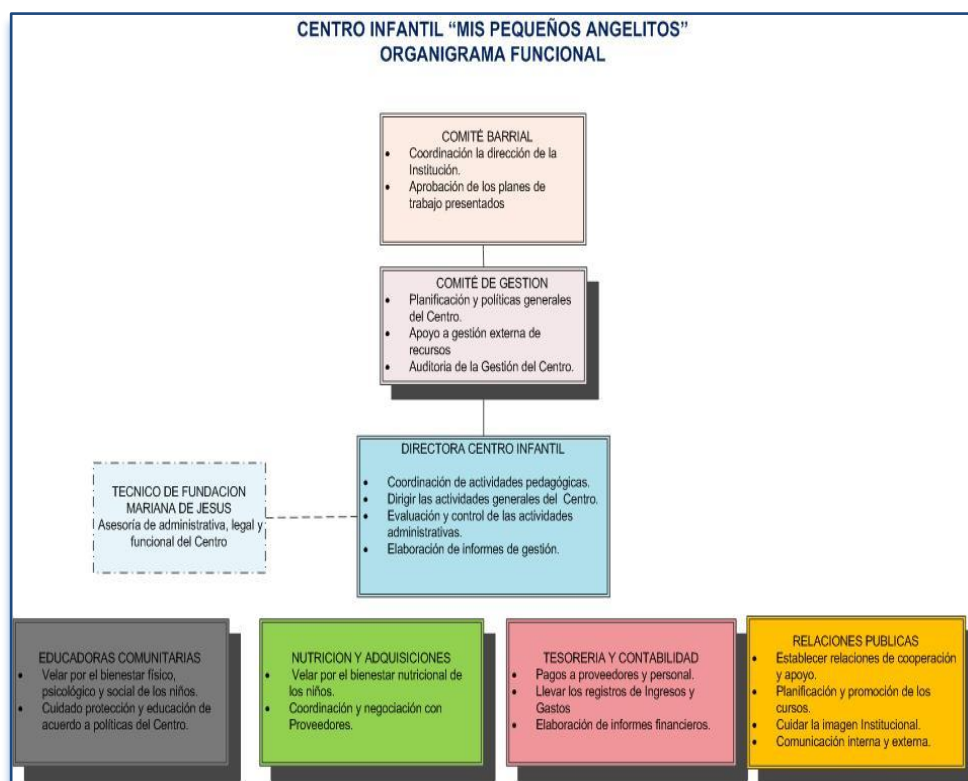 CENTRO INFANTIL “MIS PEQUEÑOS ANGELITOS”
ORGANIGRAMA FUNCIONAL
COMITÉ BARRIAL
• Coordinación la dirección de la
Institución.
• Aprobación de los planes de
trabajo presentados
COMITÉ DE GESTION
• Planificación y políticas generales
del Centro.
• Apoyo a gestión externa de
recursos
• Auditoria de la Gestión del Centro.
DIRECTORA CENTRO INFANTIL
• Coordinación de actividades pedagógicas.
• Dirigir las actividades generales del Centro.
• Evaluación y control de las actividades
administrativas.
• Elaboración de informes de gestión.
TECNICO DE FUNDACION
MARIANA DE JESUS
Asesoría de administrativa, legal y
funcional del Centro
EDUCADORAS COMUNITARIAS
• Velar por el bienestar físico,
psicológico y social de los niños.
• Cuidado protección y educación de
acuerdo a políticas del Centro.
NUTRICION Y ADQUISICIONES
• Velar por el bienestar nutricional de
los niños.
• Coordinación y negociación con
Proveedores.
TESORERIA Y CONTABILIDAD
• Pagos a proveedores y personal.
• Llevar los registros de Ingresos y
Gastos
• Elaboración de informes financieros.
RELACIONES PUBLICAS
• Establecer relaciones de cooperación
y apoyo.
• Planificación y promoción de los
cursos.
• Cuidar la imagen Institucional.
• Comunicación interna y externa.